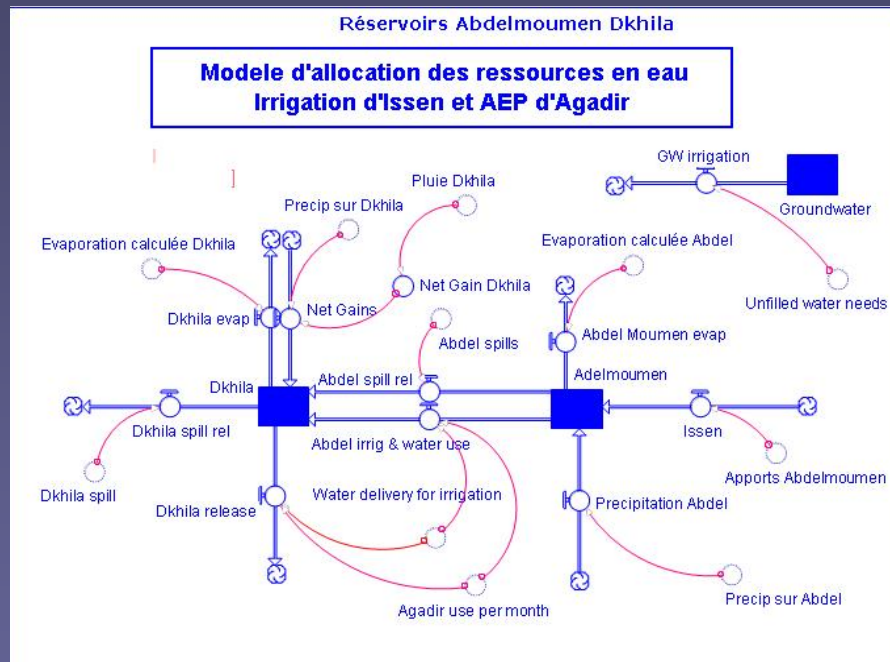 Réservoirs Abdelmoumen Dkhila
Modele d'allocation des ressources en eau
Irrigation d'Issen et AEP d'Agadir
GW irrigation
Pluie Dkhila
Precip sur Dkhila
Groundwater
Evaporation calculée Dkhila
Evaporation calculée Abdel
Net Gain Dkhila
Unfilled water needs
Net Gains
Dkhila evap
Abdel Moumen evap
Abdel spills
Adelmoumen
Dkhila
Abdel spill rel
Dkhila spill rel
Issen
Abdel irrig & water use
Apports Abdelmoumen
Dkhila spill
Water delivery for irrigation
Dkhila release
Precipitation Abdel
Agadir use per month
Precip sur Abdel